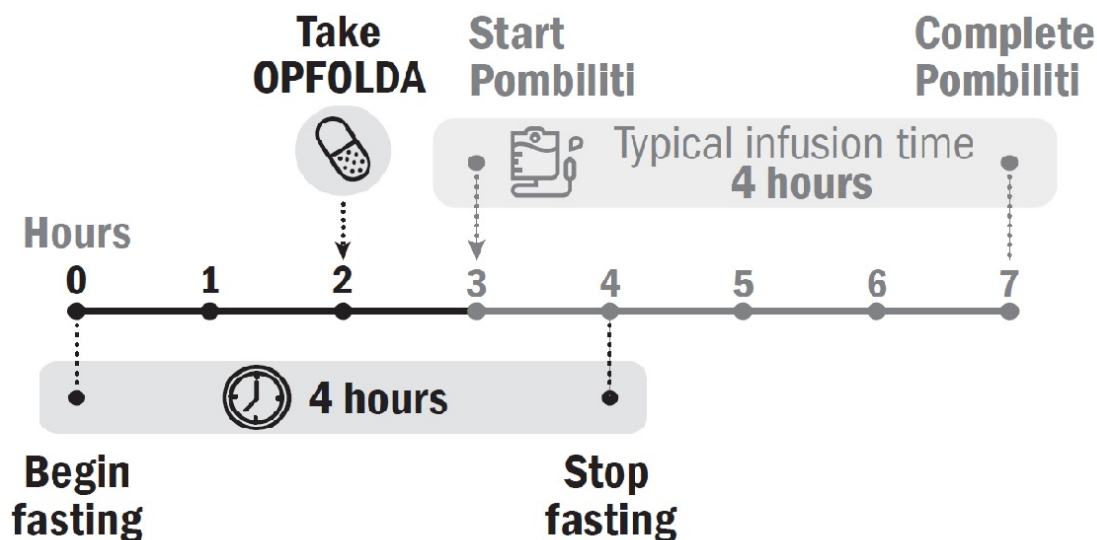 Take
OPFOLDA
Start
Pombiliti
Complete
Pombiliti
Typical infusion time
4 hours
Hours
0 1 2 3 4 5 6 7
4 hours
Begin
fasting
Stop
fasting